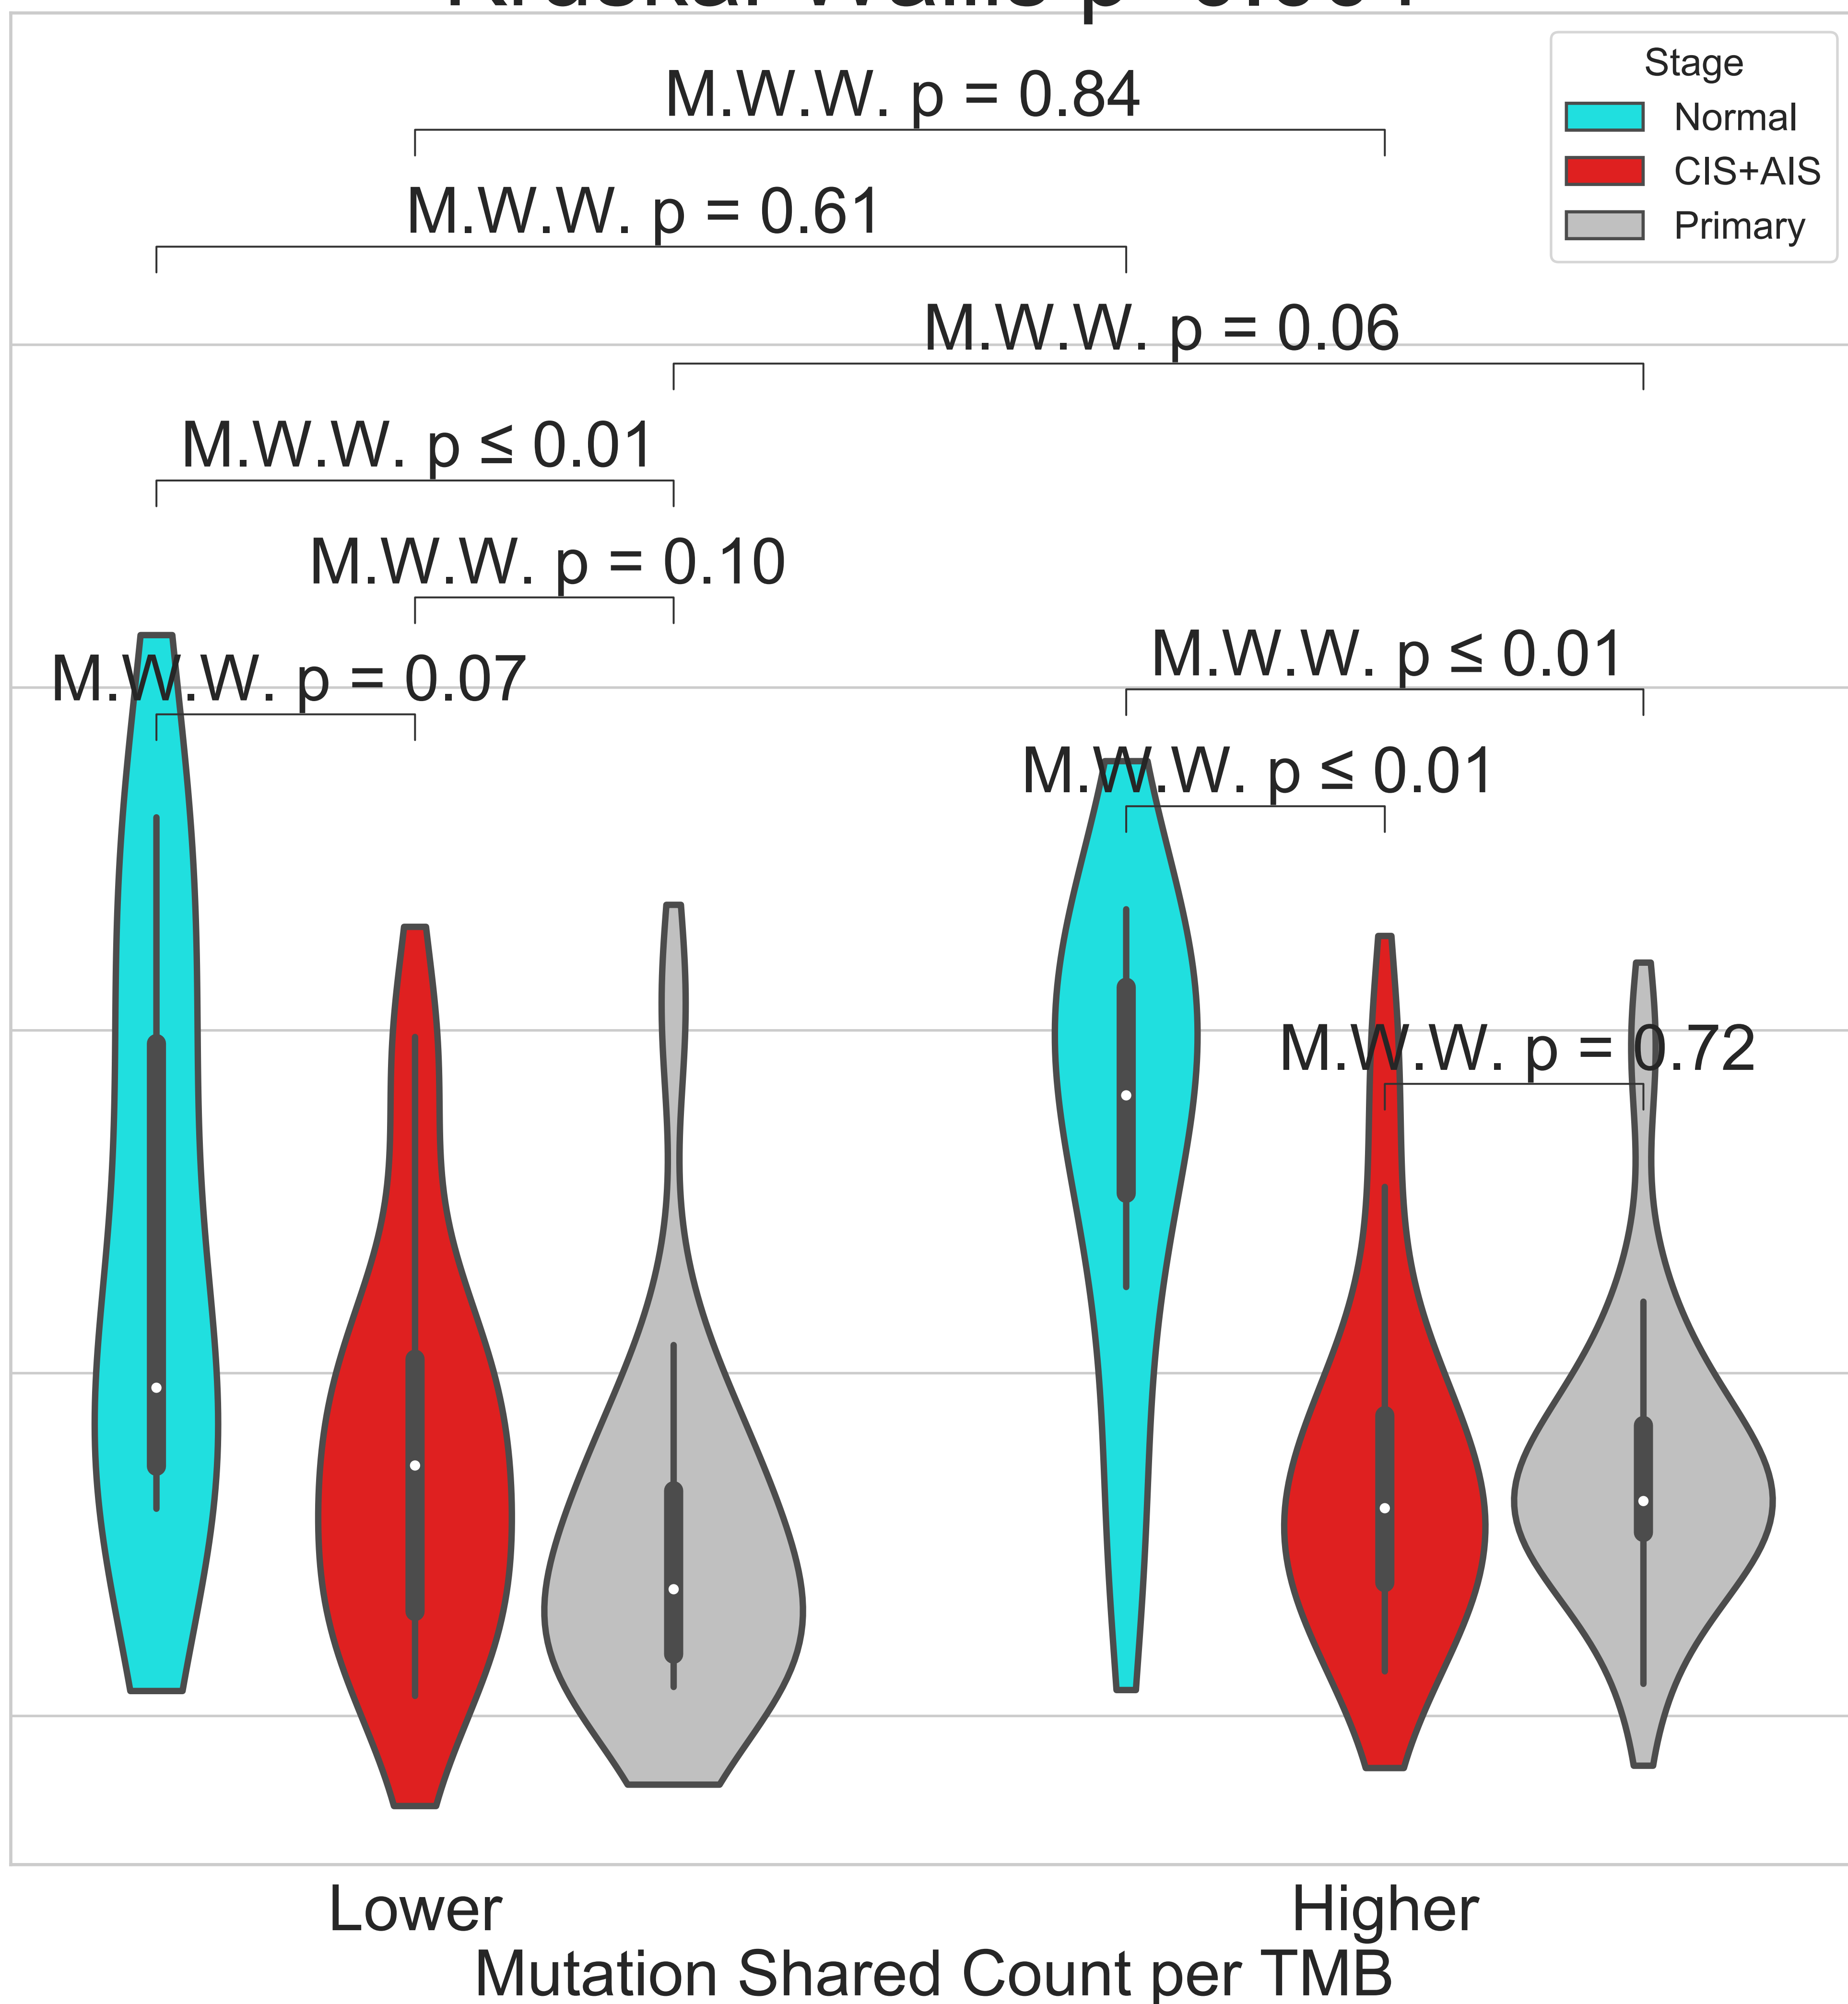 M.W.W. p = 0.84
Stage
Normal
CIS+AIS
Primary
M.W.W. p = 0.61
M.W.W. p = 0.06
M.W.W. p ≤ 0.01
M.W.W. p = 0.10
M.W.W. p = 0.07
M.W.W. p ≤ 0.01
M.W.W. p ≤ 0.01
M.W.W. p = 0.72
Lower
Higher
Mutation Shared Count per TMB